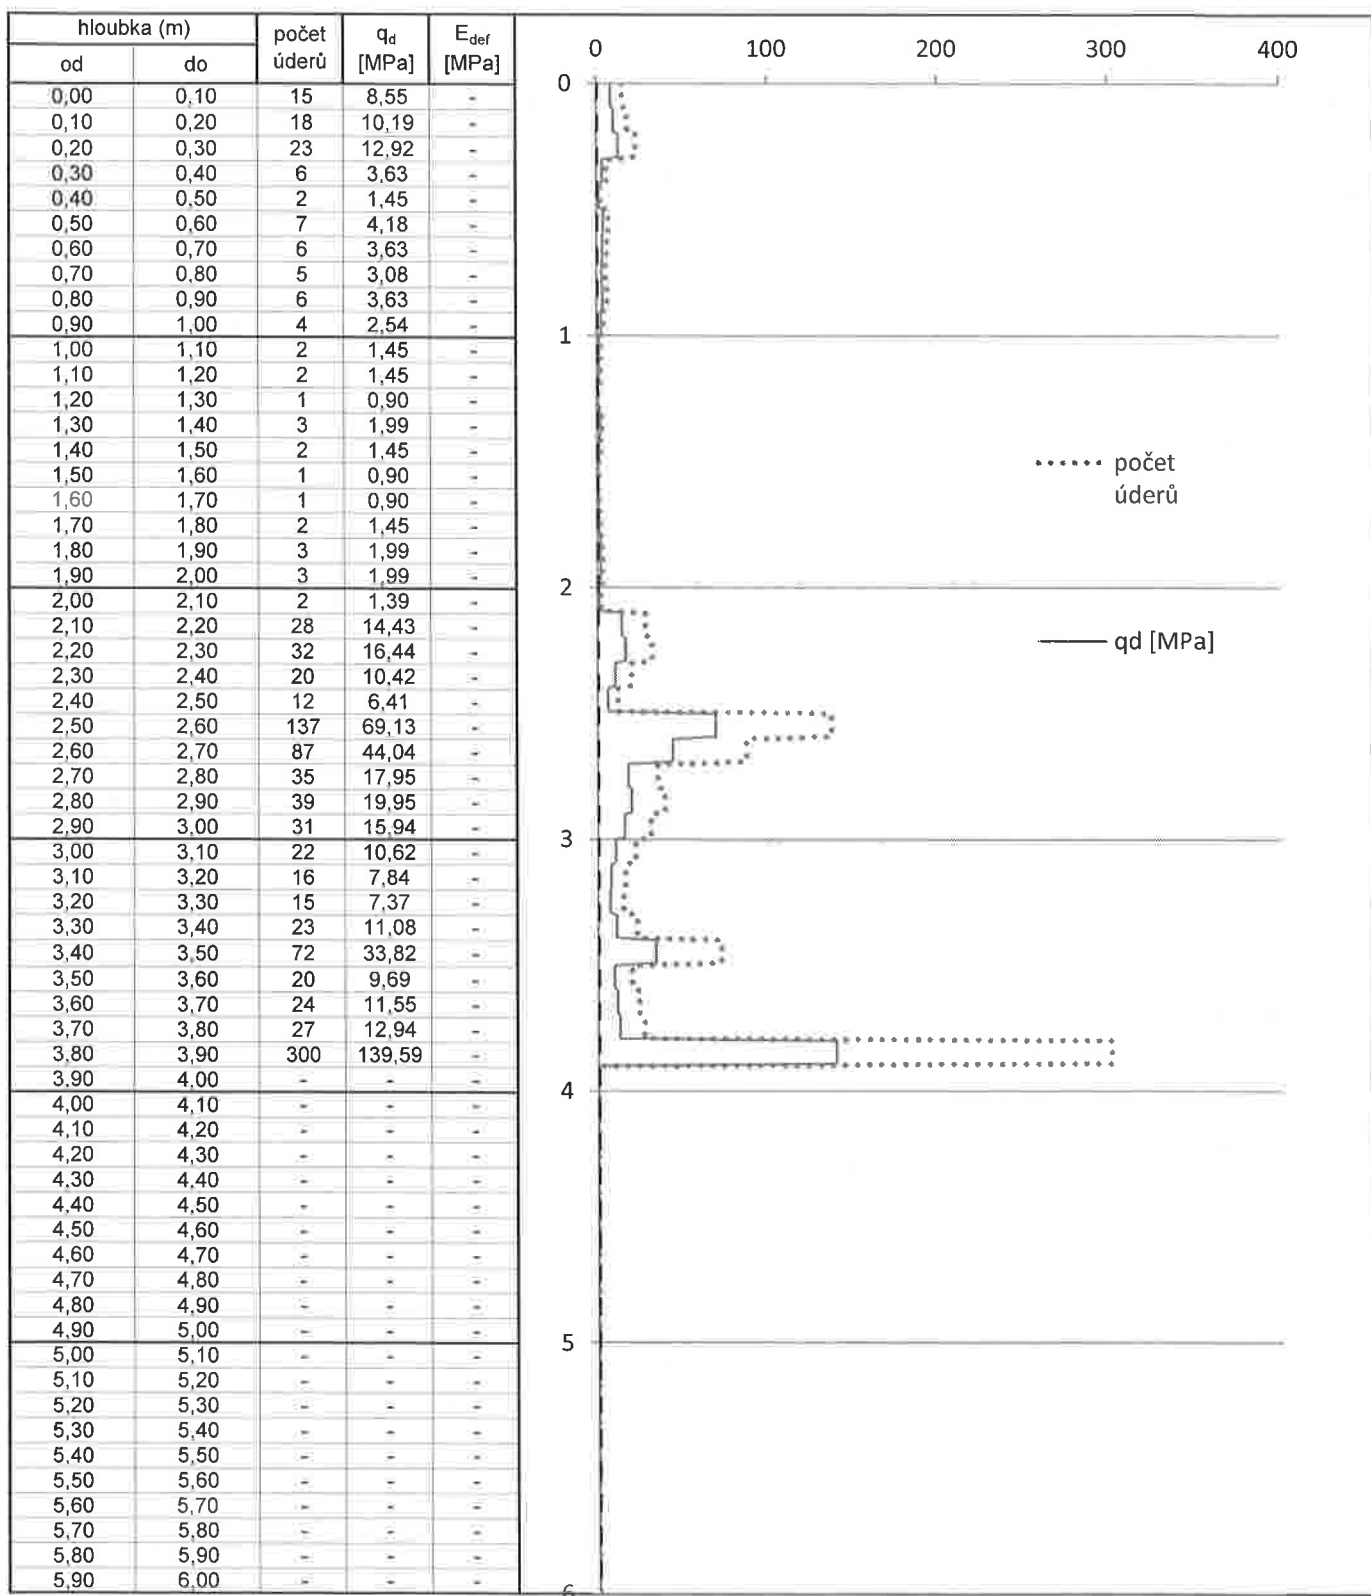 hloubka (m) počet úderů qd [MPa] Edef [MPa]
od do
0,00 0,10 15 8,55 -
0,10 0,20 18 10,19 -
0,20 0,30 23 12,92 -
0,30 0,40 6 3,63 -
0,40 0,50 2 1,45 -
0,50 0,60 7 4,18 -
0,60 0,70 6 3,63 -
0,70 0,80 5 3,08 -
0,80 0,90 6 3,63 -
0,90 1,00 4 2,54 -
1,00 1,10 2 1,45 -
1,10 1,20 2 1,45 -
1,20 1,30 1 0,90 -
1,30 1,40 3 1,99 -
1,40 1,50 2 1,45 -
1,50 1,60 1 0,90 -
1,60 1,70 1 0,90 -
1,70 1,80 2 1,45 -
1,80 1,90 3 1,99 -
1,90 2,00 3 1,99 -
2,00 2,10 2 1,39 -
2,10 2,20 28 14,43 -
2,20 2,30 32 16,44 -
2,30 2,40 20 10,42 -
2,40 2,50 12 6,41 -
2,50 2,60 137 69,13 -
2,60 2,70 87 44,04 -
2,70 2,80 35 17,95 -
2,80 2,90 39 19,95 -
2,90 3,00 31 15,94 -
3,00 3,10 22 10,62 -
3,10 3,20 16 7,84 -
3,20 3,30 15 7,37 -
3,30 3,40 23 11,08 -
3,40 3,50 72 33,82 -
3,50 3,60 20 9,69 -
3,60 3,70 24 11,55 -
3,70 3,80 27 12,94 -
3,80 3,90 300 139,59 -
3,90 4,00 - - -
4,00 4,10 - - -
4,10 4,20 - - -
4,20 4,30 - - -
4,30 4,40 - - -
4,40 4,50 - - -
4,50 4,60 - - -
4,60 4,70 - - -
4,70 4,80 - - -
4,80 4,90 - - -
4,90 5,00 - - -
5,00 5,10 - - -
5,10 5,20 - - -
5,20 5,30 - - -
5,30 5,40 - - -
5,40 5,50 - - -
5,50 5,60 - - -
5,60 5,70 - - -
5,70 5,80 - - -
5,80 5,90 - - -
5,90 6,00 - - -
0 100 200 300 400
0
1
2
3
4
5
6
počet
úderů
qd [MPa]